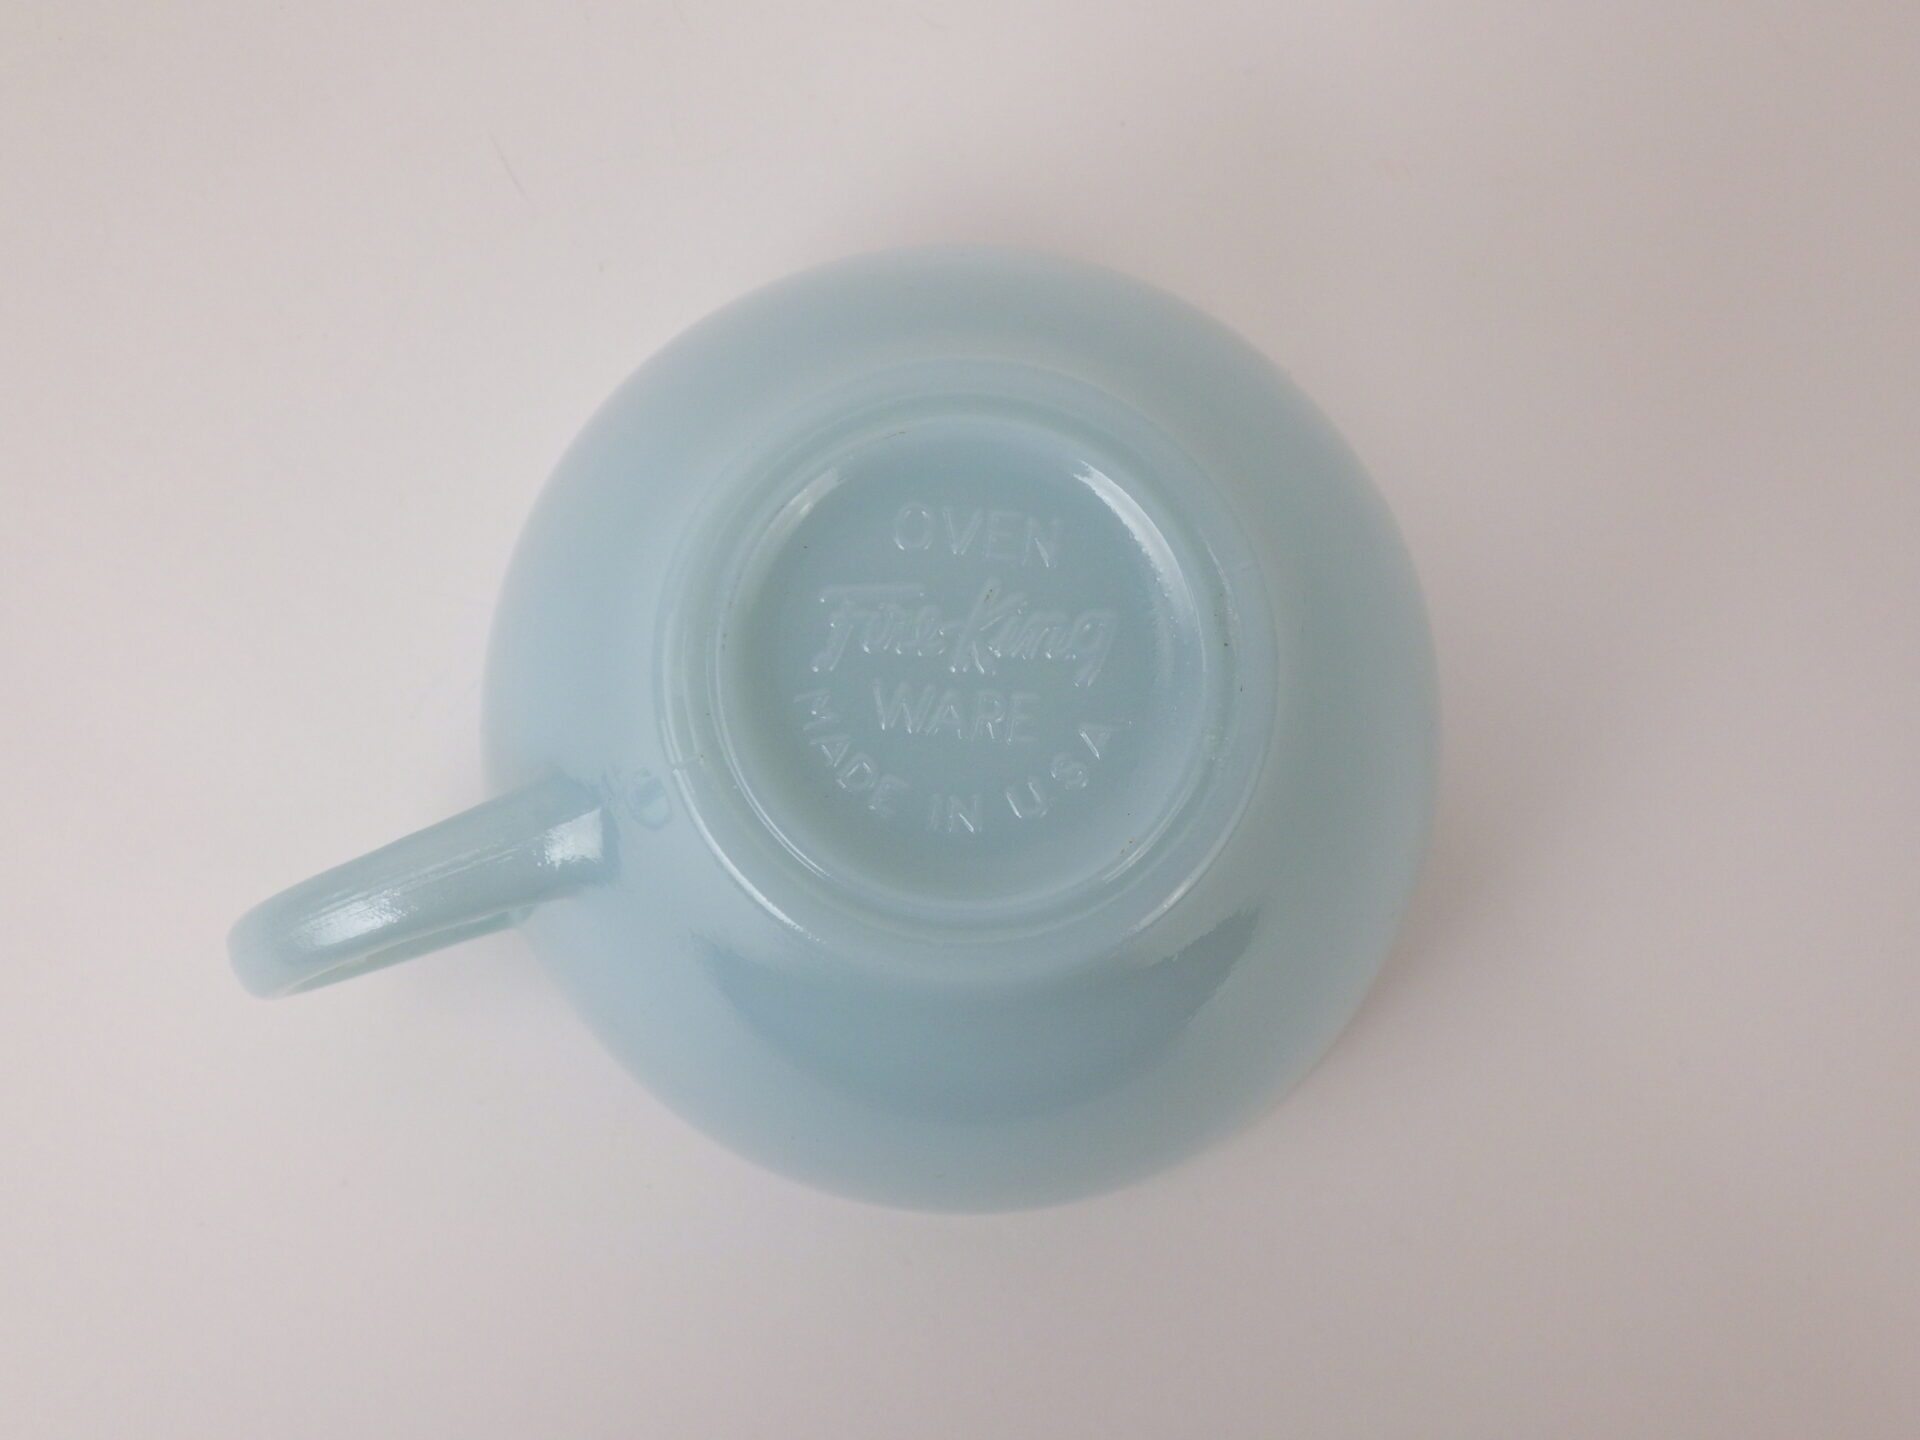 OVEN
Fire-King
WARE
MADE IN U.S.A